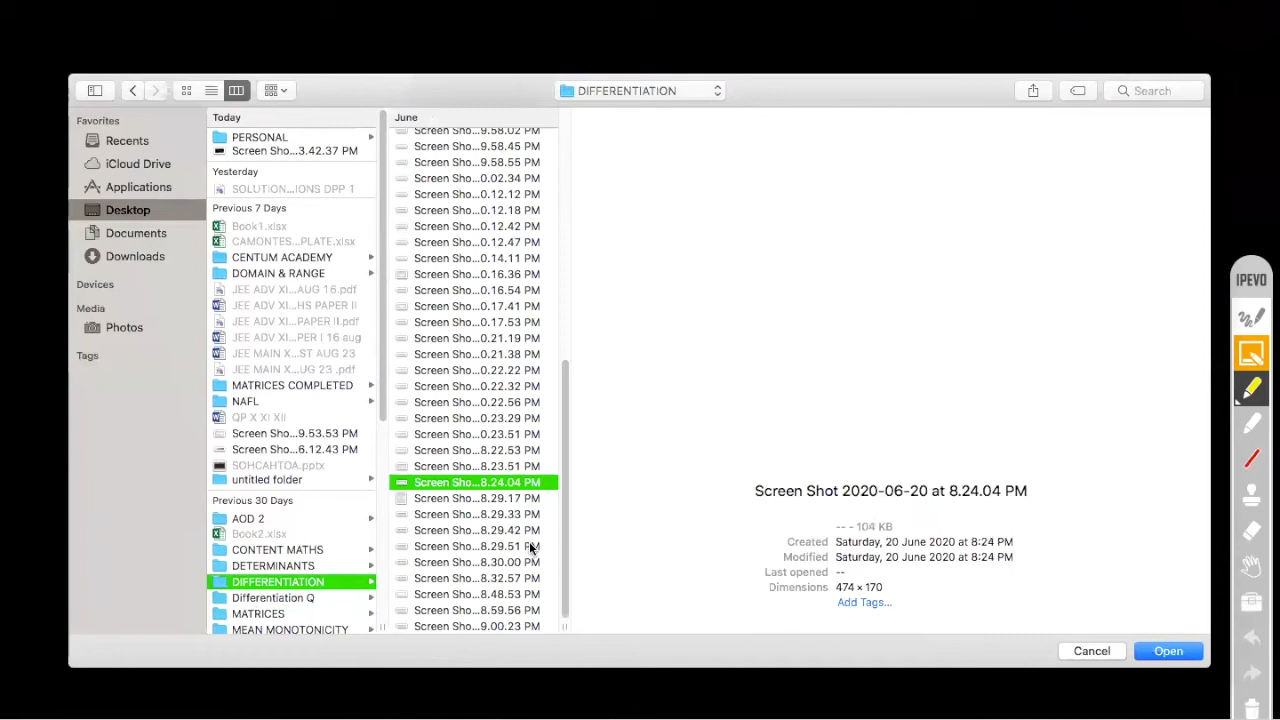 DIFFERENTIATION
Search
Favorites
Recents
iCloud Drive
Applications
Desktop
Documents
Downloads
Devices
Media
Photos
Tags
Today
PERSONAL
Screen Sho...3.42.37 PM
Yesterday
SOLUTION...IONS DPP 1
Previous 7 Days
Book1.xlsx
CAMONTES...PLATE.xlsx
CENTUM ACADEMY
DOMAIN & RANGE
JEE ADV XI...AUG 16.pdf
JEE ADV XI...HS PAPER II
JEE ADV XI...PAPER II.pdf
JEE ADV XI...PER I 16 aug
JEE MAIN X...ST AUG 23
JEE MAIN X...UG 23 .pdf
MATRICES COMPLETED
NAFL
QP X XI XII
Screen Sho...9.53.53 PM
Screen Sho...6.12.43 PM
SOHCAHTOA.pptx
untitled folder
Previous 30 Days
AOD 2
Book2.xlsx
CONTENT MATHS
DETERMINANTS
DIFFERENTIATION
Differentiation Q
MATRICES
MEAN MONOTONICITY
June
Screen Sho...9.58.02 PM
Screen Sho...9.58.45 PM
Screen Sho...9.58.55 PM
Screen Sho...0.02.34 PM
Screen Sho...0.12.12 PM
Screen Sho...0.12.18 PM
Screen Sho...0.12.42 PM
Screen Sho...0.12.47 PM
Screen Sho...0.14.11 PM
Screen Sho...0.16.36 PM
Screen Sho...0.16.54 PM
Screen Sho...0.17.41 PM
Screen Sho...0.17.53 PM
Screen Sho...0.21.19 PM
Screen Sho...0.21.38 PM
Screen Sho...0.22.22 PM
Screen Sho...0.22.32 PM
Screen Sho...0.22.56 PM
Screen Sho...0.23.29 PM
Screen Sho...0.23.51 PM
Screen Sho...8.22.53 PM
Screen Sho...8.23.51 PM
Screen Sho...8.24.04 PM
Screen Sho...8.29.17 PM
Screen Sho...8.29.33 PM
Screen Sho...8.29.42 PM
Screen Sho...8.29.51 PM
Screen Sho...8.30.00 PM
Screen Sho...8.32.57 PM
Screen Sho...8.48.53 PM
Screen Sho...8.59.56 PM
Screen Sho...9.00.23 PM
Screen Shot 2020-06-20 at 8.24.04 PM
-- - 104 KB
Created Saturday, 20 June 2020 at 8:24 PM
Modified Saturday, 20 June 2020 at 8:24 PM
Last opened --
Dimensions 474 × 170
Add Tags...
Cancel
Open
IPEVO